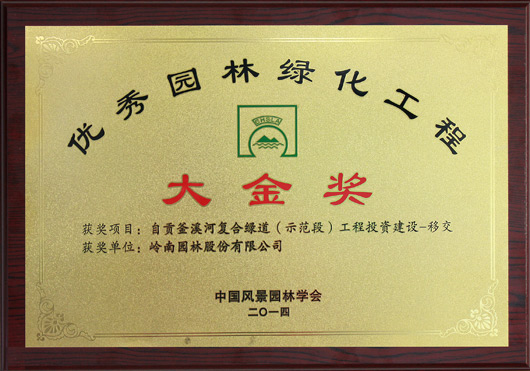 优秀园林绿化工程
大金奖
获奖项目：自贡釜溪河复合绿道（示范段）工程投资建设-移交
获奖单位：岭南园林股份有限公司
中国风景园林学会
二〇一四